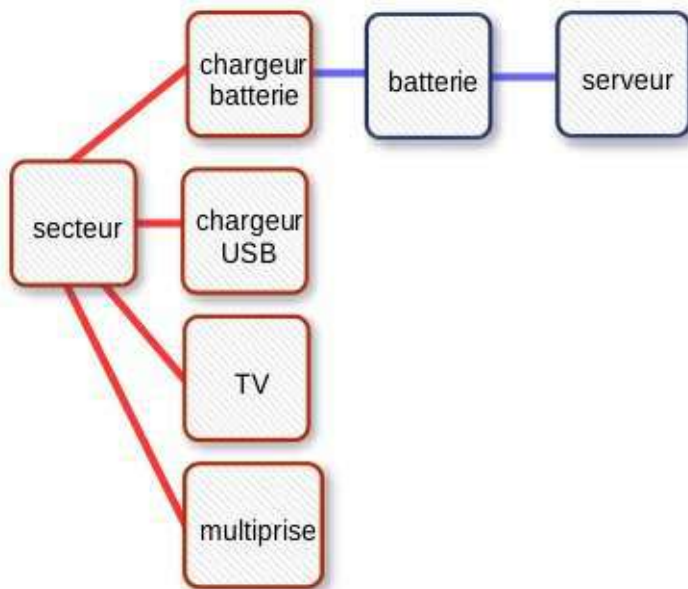 chargeur
batterie
batterie
serveur
secteur
chargeur
USB
TV
multiprise